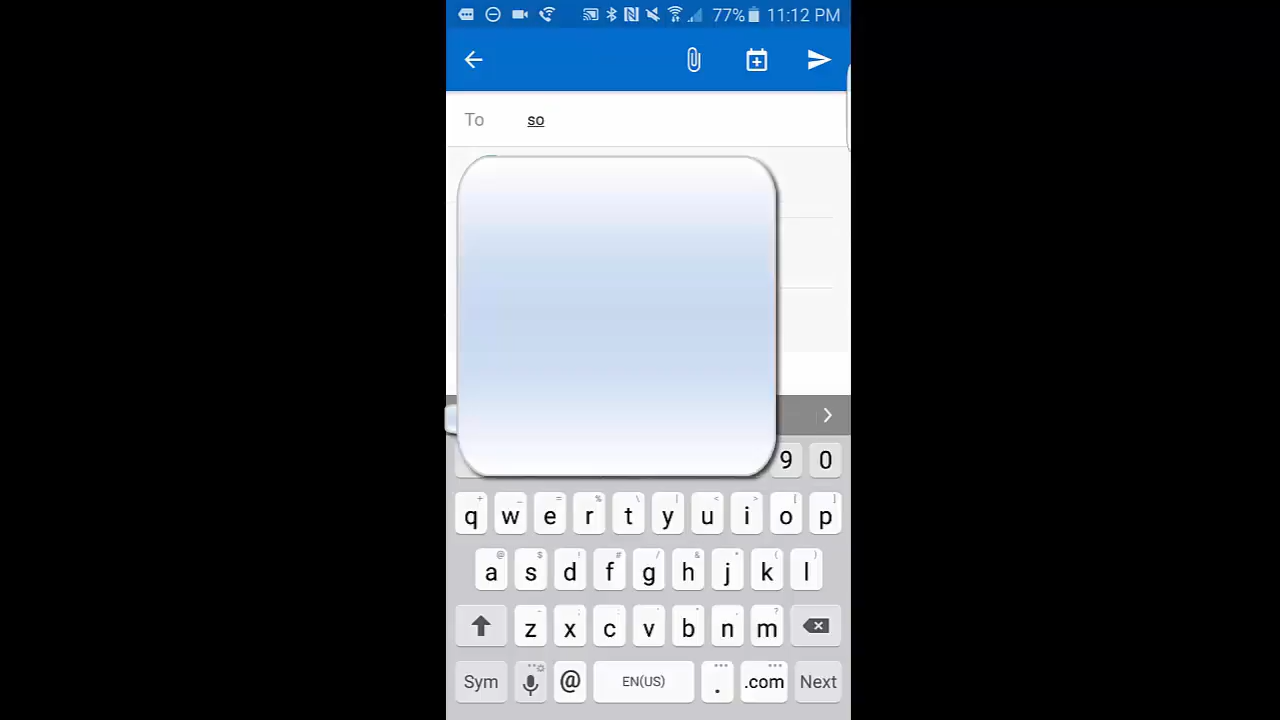 77% 11:12 PM
To so
9 0
q w e r t y u i o p
a s d f g h j k l
z x c v b n m
Sym @ EN(US) . .com Next